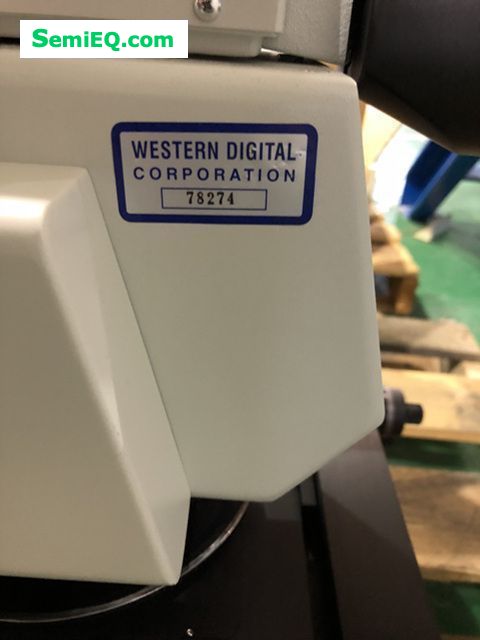 SemiEQ.com
WESTERN DIGITAL
CORPORATION
78274